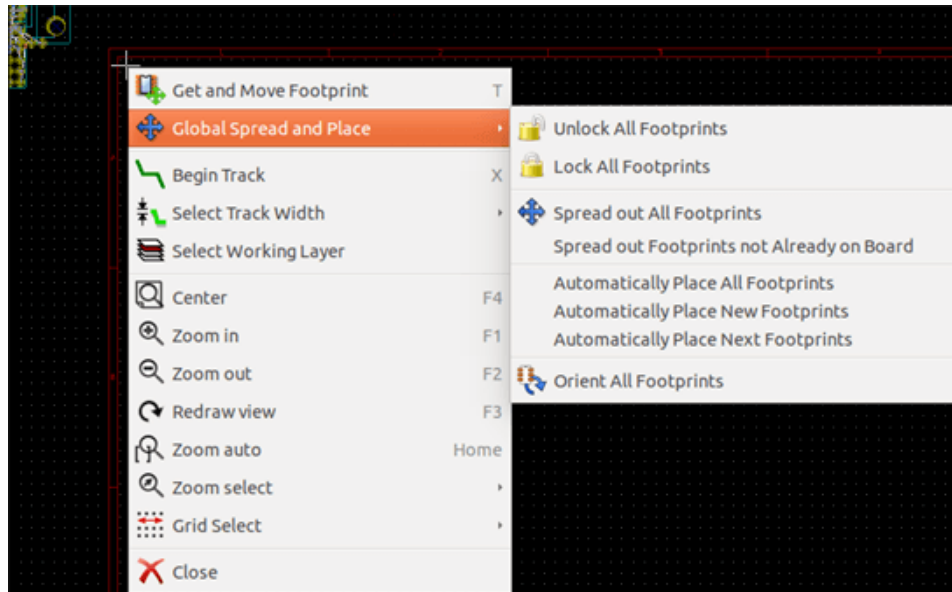 Get and Move Footprint T
Global Spread and Place
Begin Track X
Select Track Width
Select Working Layer
Center F4
Zoom in F1
Zoom out F2
Redraw view F3
Zoom auto Home
Zoom select
Grid Select
Close
Unlock All Footprints
Lock All Footprints
Spread out All Footprints
Spread out Footprints not Already on Board
Automatically Place All Footprints
Automatically Place New Footprints
Automatically Place Next Footprints
Orient All Footprints